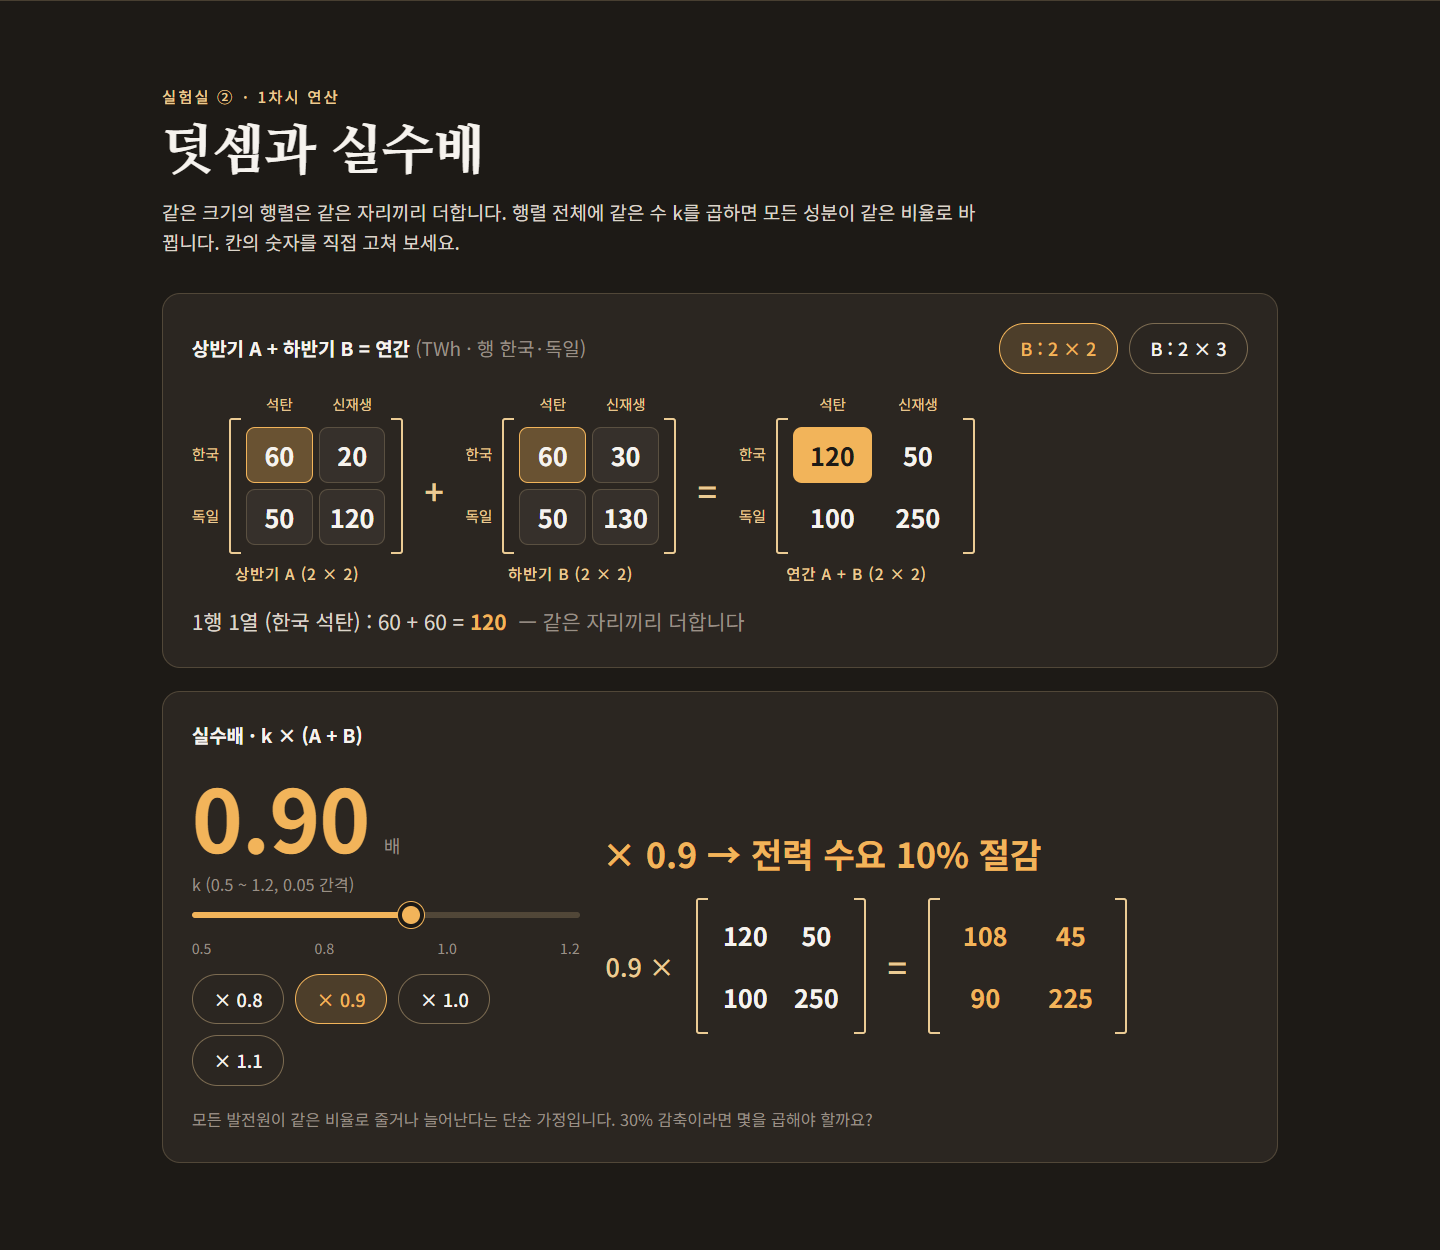 실험실 ② · 1차시 연산
덧셈과 실수배
같은 크기의 행렬은 같은 자리끼리 더합니다. 행렬 전체에 같은 수 k를 곱하면 모든 성분이 같은 비율로 바
뀝니다. 칸의 숫자를 직접 고쳐 보세요.
상반기 A + 하반기 B = 연간 (TWh · 행 한국·독일)
B : 2 × 2
B : 2 × 3
석탄 신재생 석탄 신재생 석탄 신재생
한국 60 20 한국 60 30 한국 120 50
+ =
독일 50 120 독일 50 130 독일 100 250
상반기 A (2 × 2) 하반기 B (2 × 2) 연간 A + B (2 × 2)
1행 1열 (한국 석탄) : 60 + 60 = 120 — 같은 자리끼리 더합니다
실수배 · k × (A + B)
0.90 배
k (0.5 ~ 1.2, 0.05 간격)
0.5 0.8 1.0 1.2
× 0.8 × 0.9 × 1.0
× 1.1
× 0.9 → 전력 수요 10% 절감
120 50 108 45
0.9 × =
100 250 90 225
모든 발전원이 같은 비율로 줄거나 늘어난다는 단순 가정입니다. 30% 감축이라면 몇을 곱해야 할까요?